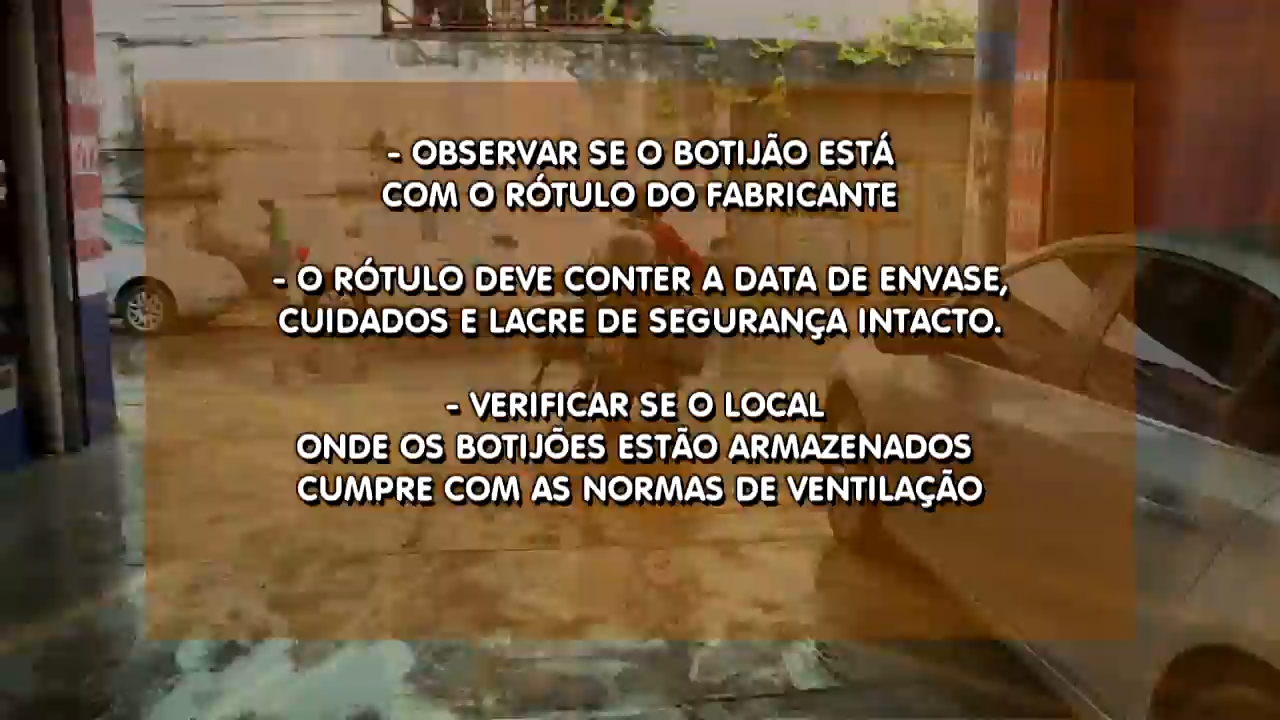 - OBSERVAR SE O BOTIJÃO ESTÁ
COM O RÓTULO DO FABRICANTE
- O RÓTULO DEVE CONTER A DATA DE ENVASE,
CUIDADOS E LACRE DE SEGURANÇA INTACTO.
- VERIFICAR SE O LOCAL
ONDE OS BOTIJÕES ESTÃO ARMAZENADOS
CUMPRE COM AS NORMAS DE VENTILAÇÃO